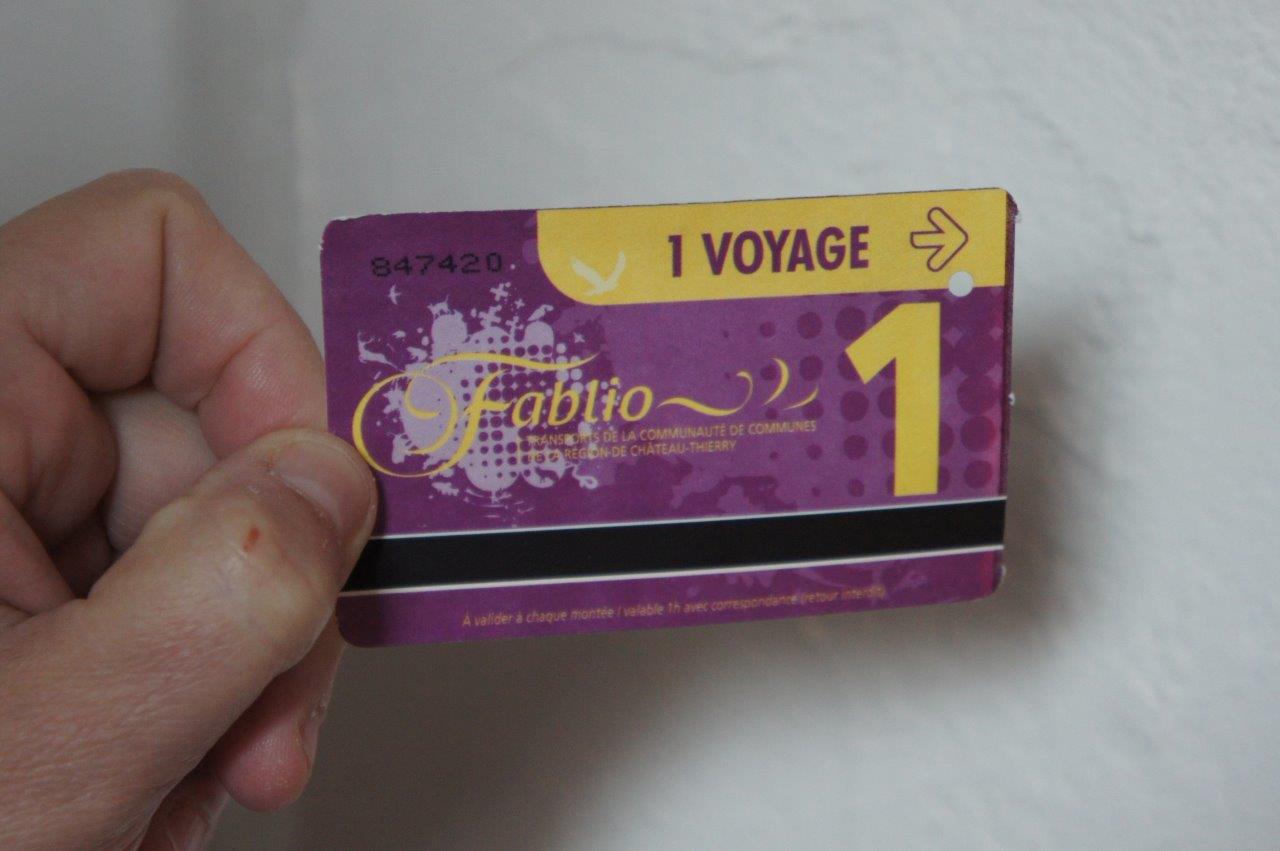 847420
1 VOYAGE
1
Fablio
TRANSPORTS DE LA COMMUNAUTÉ DE COMMUNES
DE LA RÉGION DE CHÂTEAU-THIERRY
À valider à chaque montée / valable 1h avec correspondance (retour interdit)